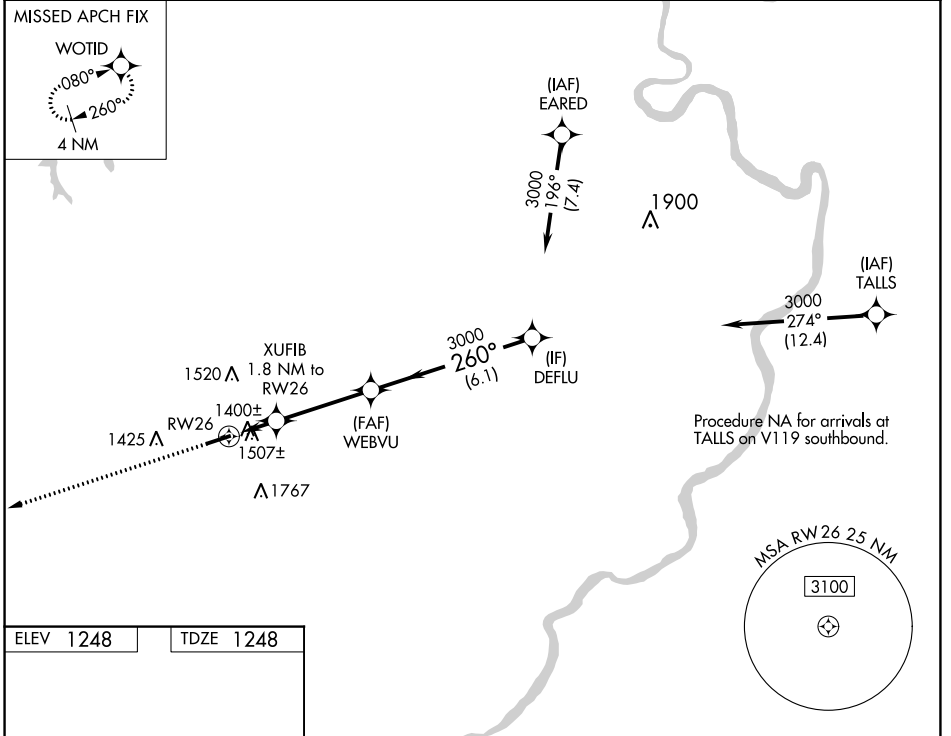 MISSED APCH FIX
WOTID
080°
260°
4 NM
(IAF)
EARED
3000
196°
(7.4)
1900
(IAF)
TALLS
3000
274°
(12.4)
3000
260°
(6.1)
(IF)
DEFLU
XUFIB
1.8 NM to
RW26
1520
1400±
RW26
1425
1507±
(FAF)
WEBVU
1767
Procedure NA for arrivals at
TALLS on V119 southbound.
MSA RW26 25 NM
3100
ELEV 1248
TDZE 1248